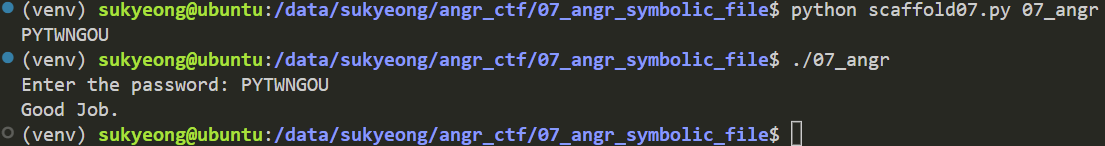 (venv) sukyeong@ubuntu:/data/sukyeong/angr_ctf/07_angr_symbolic_file$ python scaffold07.py 07_angr
PYTWNGOU
(venv) sukyeong@ubuntu:/data/sukyeong/angr_ctf/07_angr_symbolic_file$ ./07_angr
Enter the password: PYTWNGOU
Good Job.
(venv) sukyeong@ubuntu:/data/sukyeong/angr_ctf/07_angr_symbolic_file$